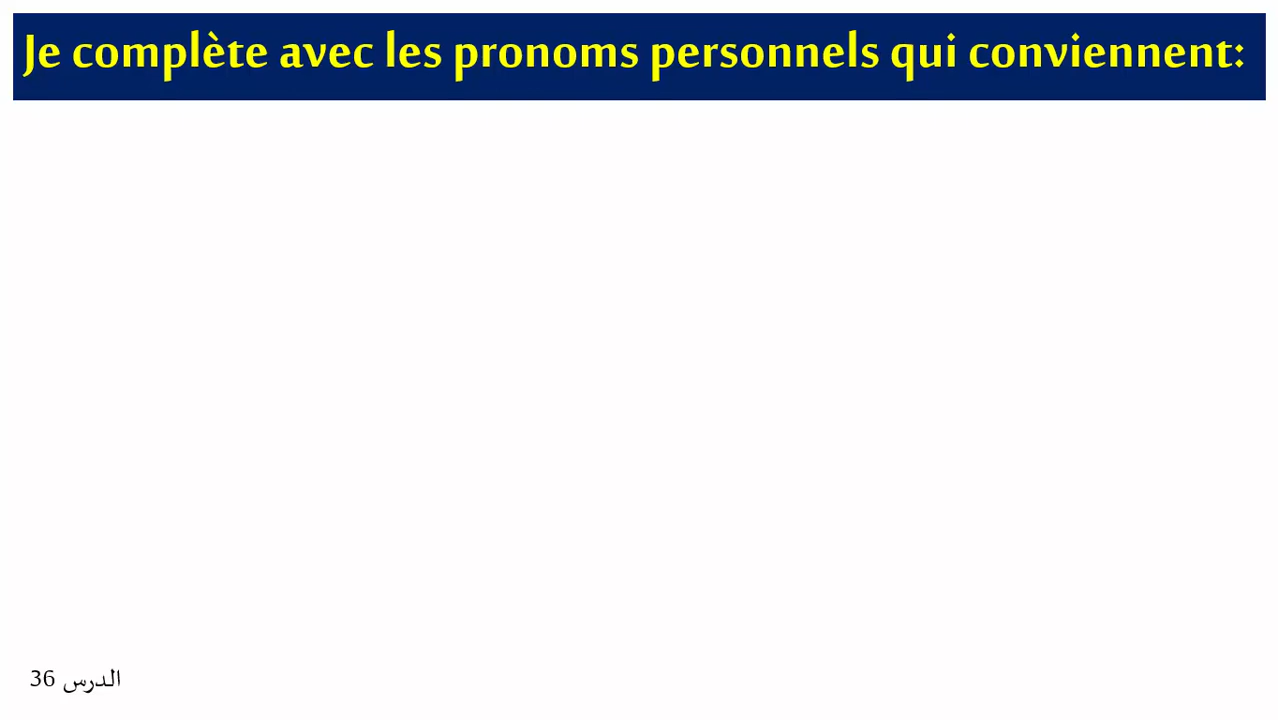 Je complète avec les pronoms personnels qui conviennent:
الدرس 36